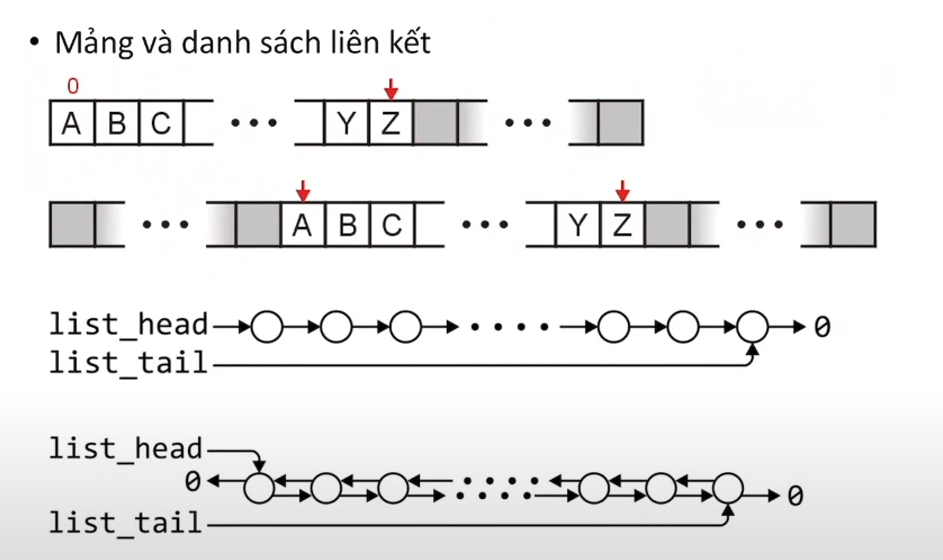 • Mảng và danh sách liên kết
0
A B C ••• Y Z •••
••• A B C ••• Y Z •••
list_head 0
list_tail
list_head
0 0
list_tail